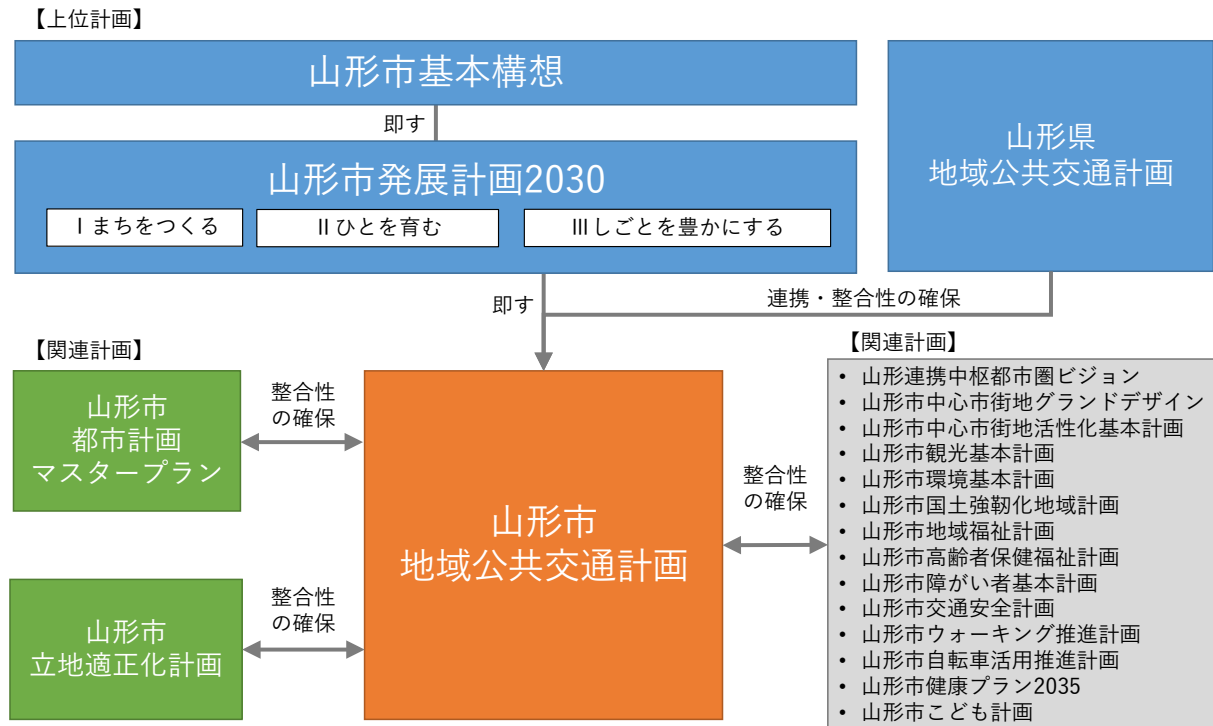 【上位計画】
山形市基本構想
即す
山形市発展計画2030
Ⅰまちをつくる
Ⅱひとを育む
Ⅲしごとを豊かにする
山形県
地域公共交通計画
即す
連携・整合性の確保
【関連計画】
山形市
都市計画
マスタープラン
整合性
の確保
山形市
立地適正化計画
整合性
の確保
山形市
地域公共交通計画
整合性
の確保
【関連計画】
• 山形連携中枢都市圏ビジョン
• 山形市中心市街地グランドデザイン
• 山形市中心市街地活性化基本計画
• 山形市観光基本計画
• 山形市環境基本計画
• 山形市国土強靭化地域計画
• 山形市地域福祉計画
• 山形市高齢者保健福祉計画
• 山形市障がい者基本計画
• 山形市交通安全計画
• 山形市ウォーキング推進計画
• 山形市自転車活用推進計画
• 山形市健康プラン2035
• 山形市こども計画